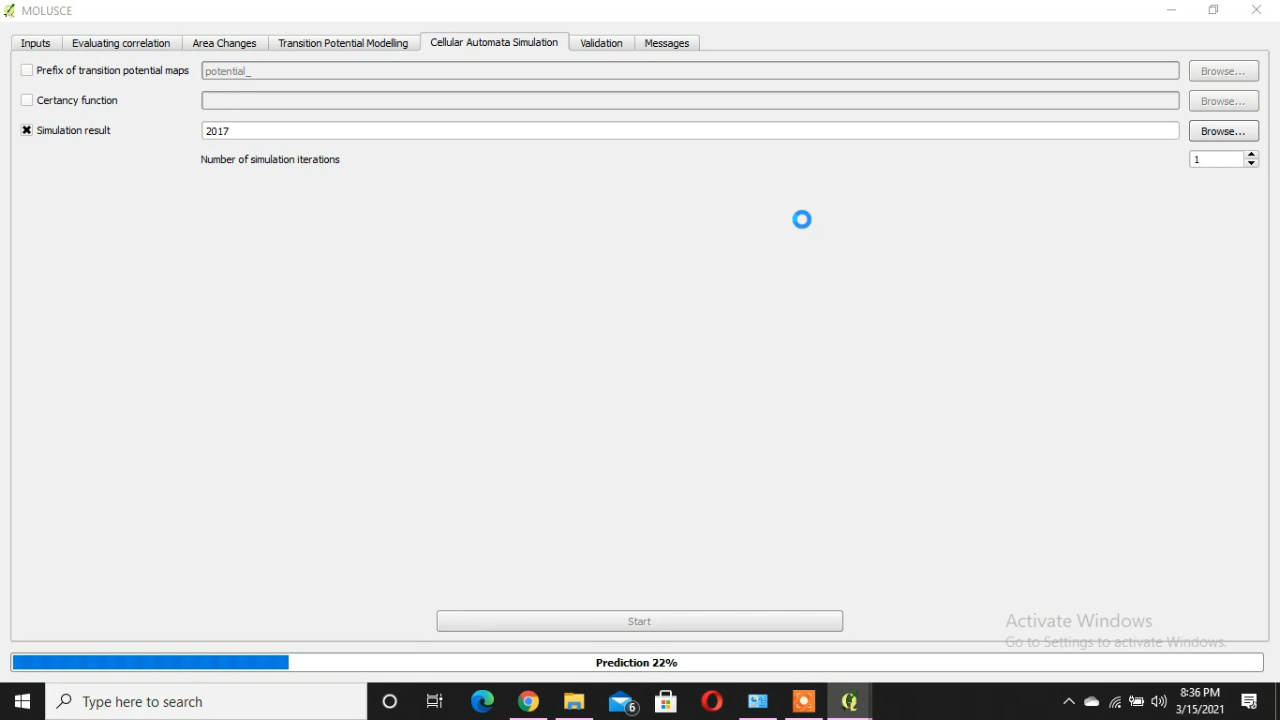 MOLUSCE
Inputs
Evaluating correlation
Area Changes
Transition Potential Modelling
Cellular Automata Simulation
Validation
Messages
Prefix of transition potential maps
potential_
Browse...
Certancy function
Browse...
Simulation result
2017
Browse...
Number of simulation iterations
1
Start
Activate Windows
Go to Settings to activate Windows.
Prediction 22%
Type here to search
6
8:36 PM
3/15/2021